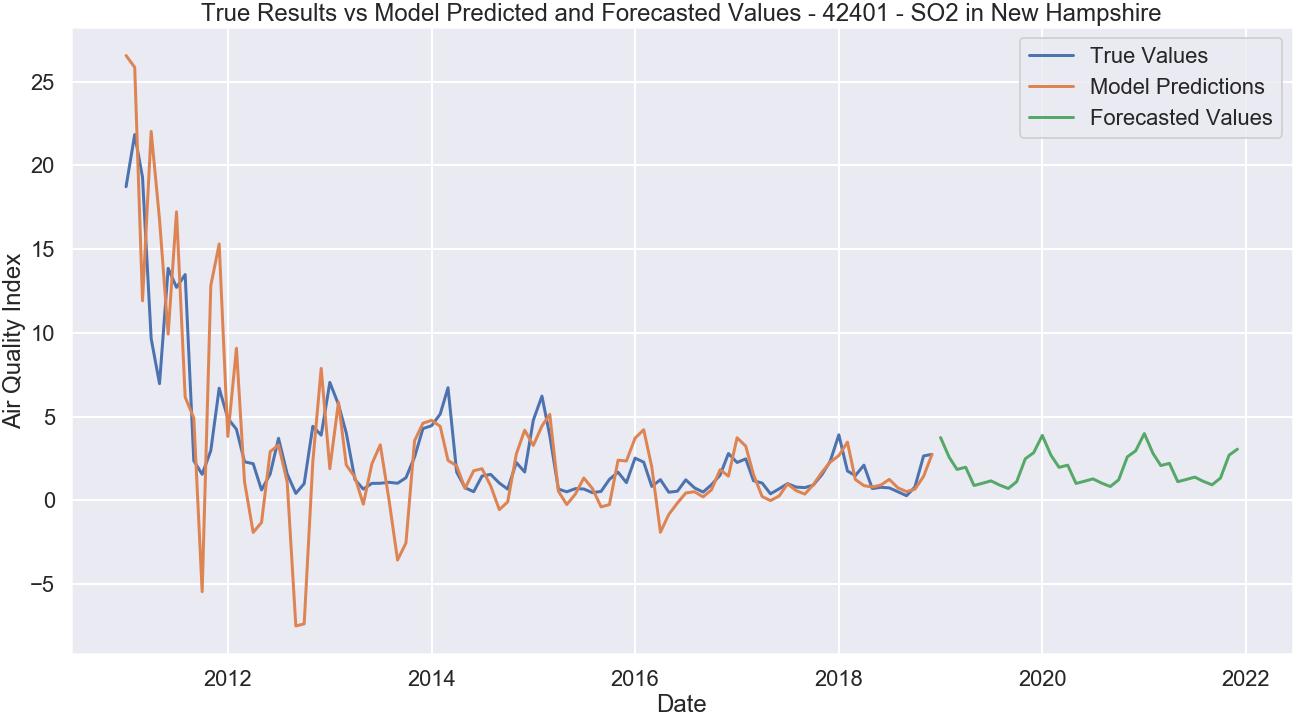 True Results vs Model Predicted and Forecasted Values - 42401 - SO2 in New Hampshire
True Values
Model Predictions
Forecasted Values
Air Quality Index
25
20
15
10
5
0
−5
2012
2014
2016
2018
2020
2022
Date